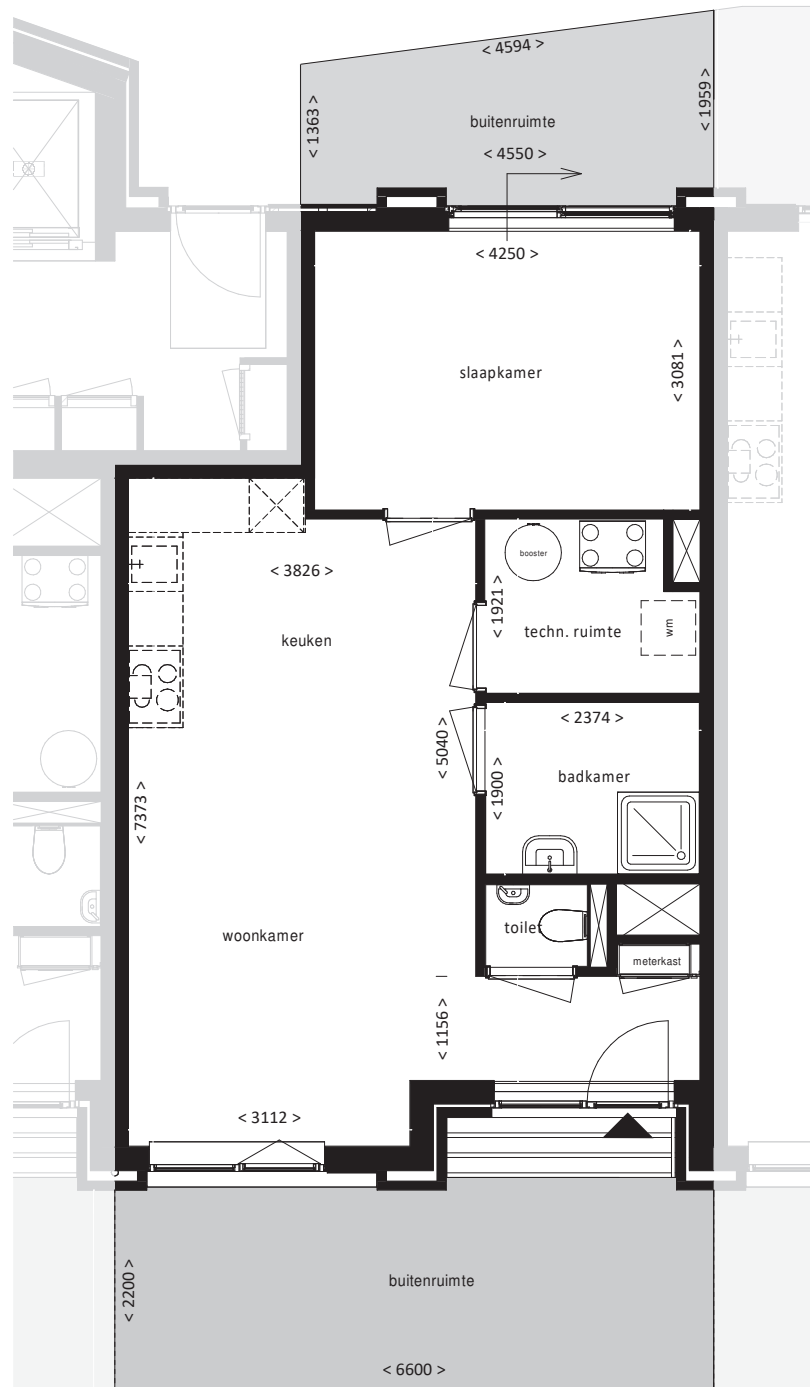 < 4594 >
< 1363 >
< 1959 >
buitenruimte
< 4550 >
< 4250 >
slaapkamer
< 3081 >
< 3826 >
keuken
booster
< 1921 >
techn. ruimte
wm
< 2374 >
badkamer
< 5040 >
< 1900 >
< 7373 >
woonkamer
toilet
meterkast
< 1156 >
< 3112 >
< 2200 >
buitenruimte
< 6600 >